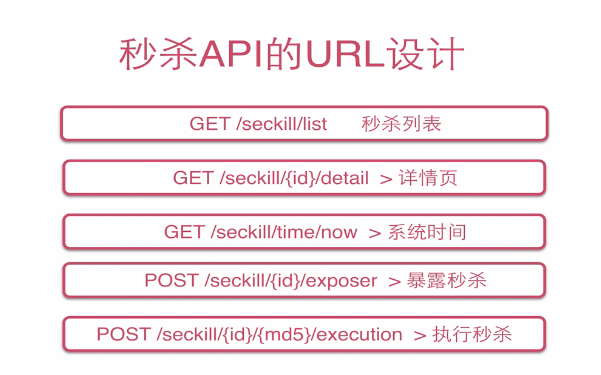 秒杀API的URL设计
GET /seckill/list 秒杀列表
GET /seckill/{id}/detail > 详情页
GET /seckill/time/now > 系统时间
POST /seckill/{id}/exposer > 暴露秒杀
POST /seckill/{id}/{md5}/execution > 执行秒杀